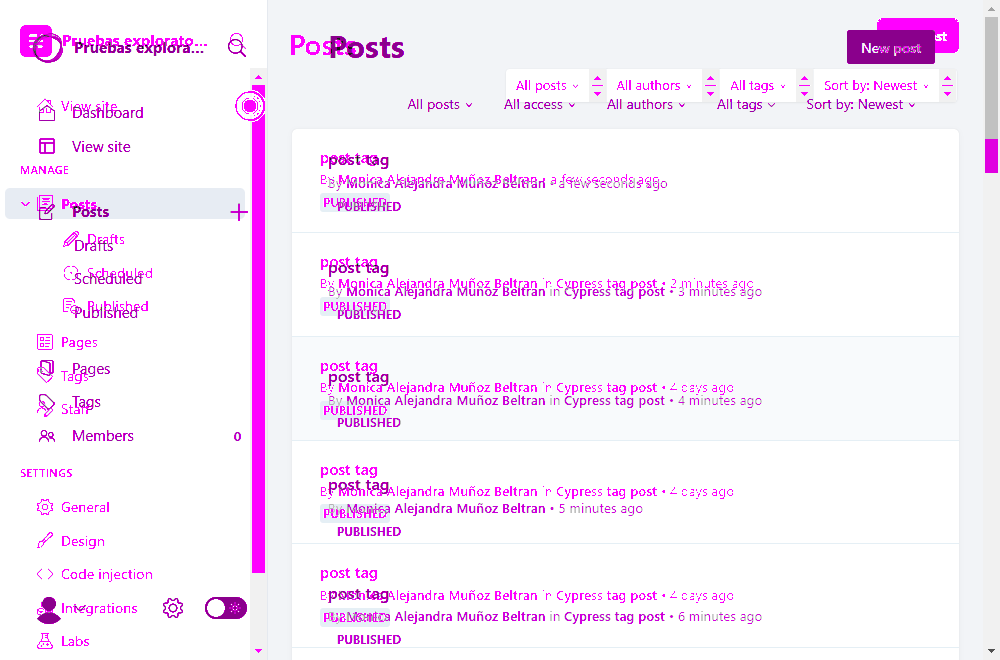 Pruebas explorato...
Pruebas explora...
View site
Dashboard
View site
MANAGE
Posts
Posts
Drafts
Drafts
Scheduled
Scheduled
Published
Published
Pages
Pages
Tags
Tags
Staff
Members 0
SETTINGS
General
Design
Code injection
Integrations
Labs
Posts
Posts
New post
All posts All authors All tags Sort by: Newest
All posts All access All authors All tags Sort by: Newest
post tag
post tag
By Monica Alejandra Muñoz Beltran • a few seconds ago
By Monica Alejandra Muñoz Beltran • a few seconds ago
PUBLISHED
PUBLISHED
post tag
post tag
By Monica Alejandra Muñoz Beltran in Cypress tag post • 2 minutes ago
By Monica Alejandra Muñoz Beltran in Cypress tag post • 3 minutes ago
PUBLISHED
PUBLISHED
post tag
post tag
By Monica Alejandra Muñoz Beltran in Cypress tag post • 4 days ago
By Monica Alejandra Muñoz Beltran in Cypress tag post • 4 minutes ago
PUBLISHED
PUBLISHED
post tag
post tag
By Monica Alejandra Muñoz Beltran in Cypress tag post • 4 days ago
By Monica Alejandra Muñoz Beltran • 5 minutes ago
PUBLISHED
PUBLISHED
post tag
post tag
By Monica Alejandra Muñoz Beltran in Cypress tag post • 4 days ago
By Monica Alejandra Muñoz Beltran in Cypress tag post • 6 minutes ago
PUBLISHED
PUBLISHED